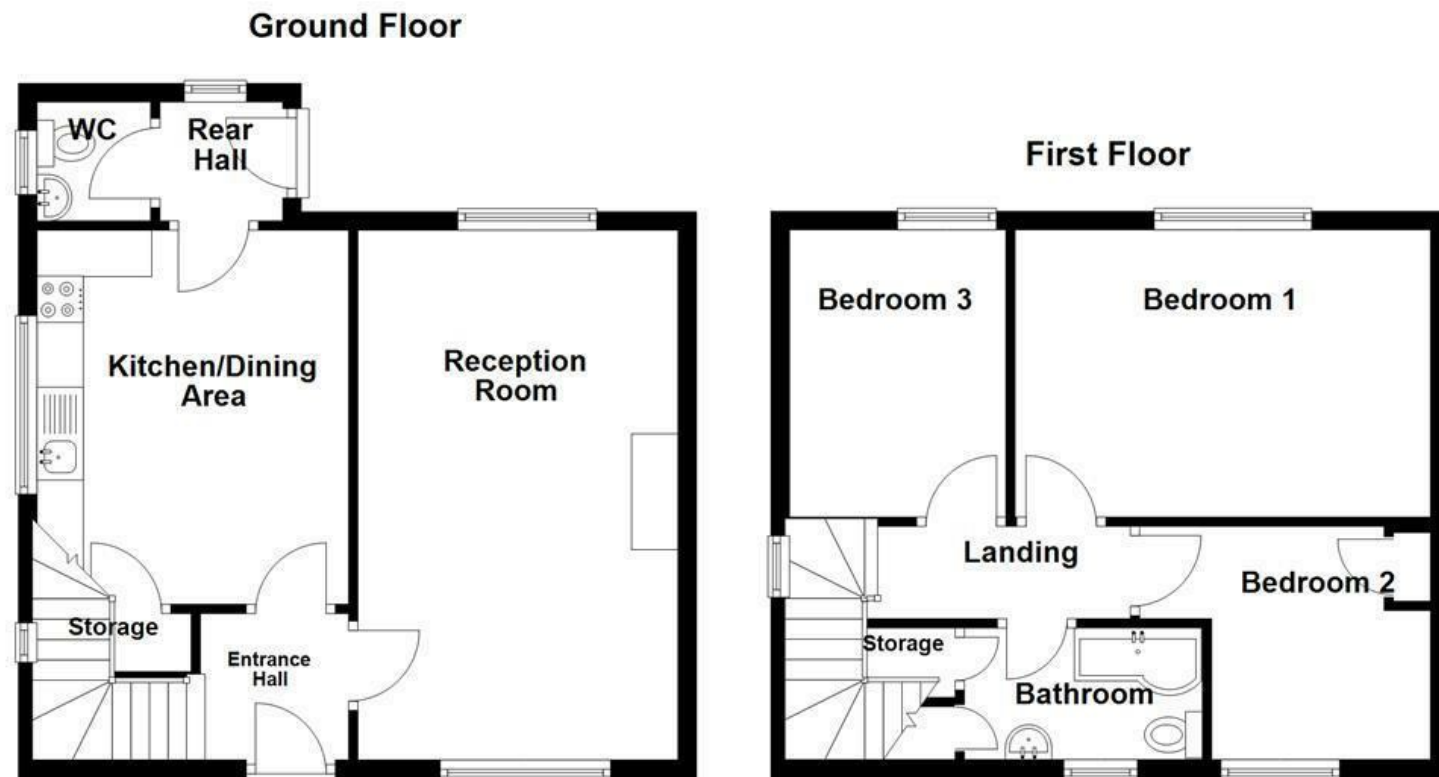 Ground Floor
WC
Rear
Hall
Kitchen/Dining
Area
Reception
Room
Storage
Entrance
Hall
First Floor
Bedroom 3
Bedroom 1
Landing
Bedroom 2
Storage
Bathroom